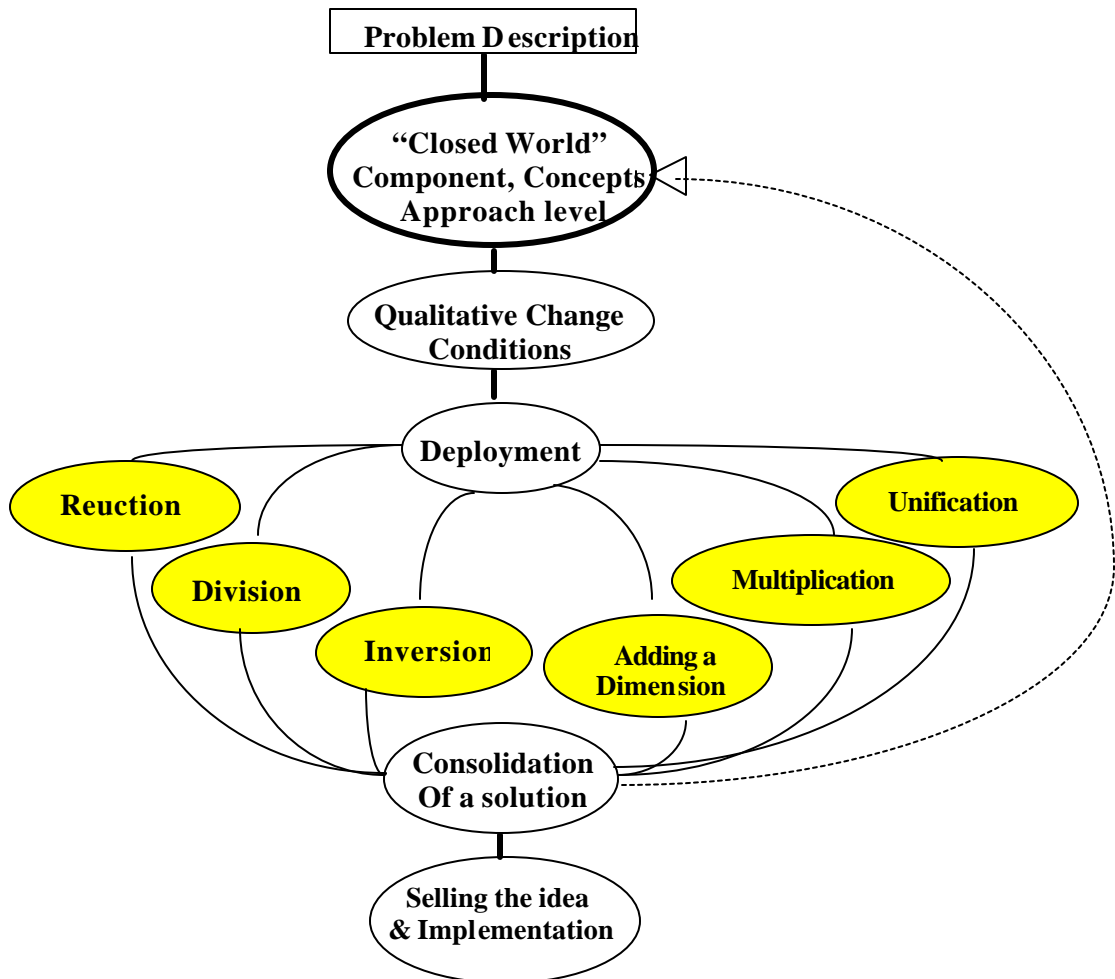 Problem Description
“Closed World”
Component, Concepts
Approach level
Qualitative Change
Conditions
Deployment
Reuction
Division
Inversion
Adding a
Dimension
Multiplication
Unification
Consolidation
Of a solution
Selling the idea
& Implementation